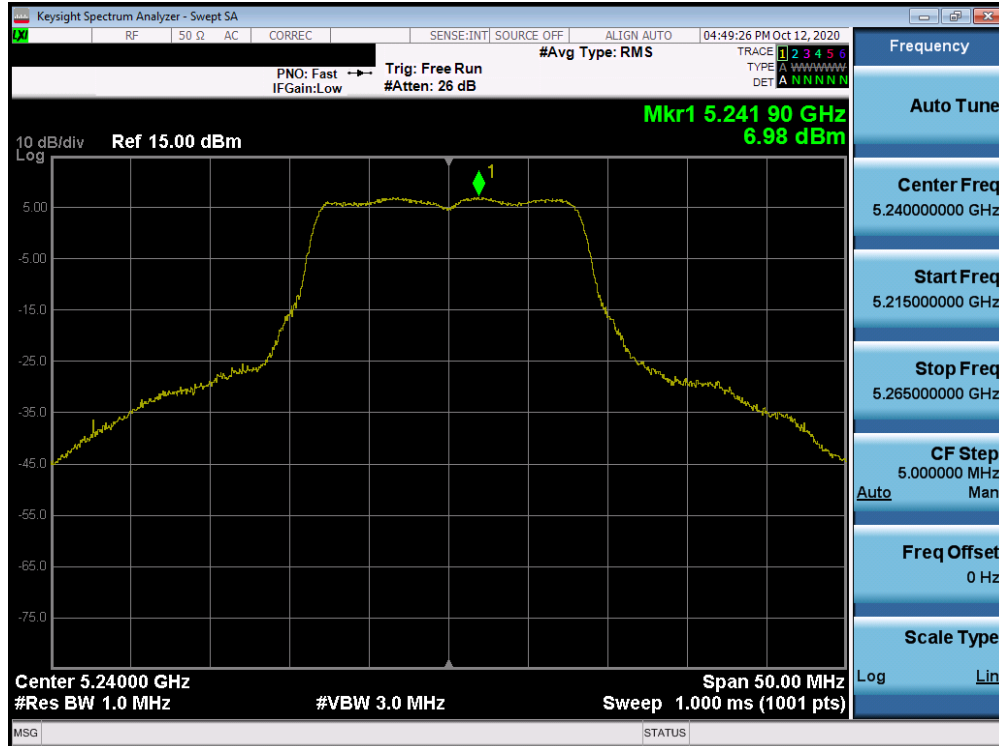 Keysight Spectrum Analyzer - Swept SA
LXI RF 50 Ω AC CORREC SENSE:INT SOURCE OFF ALIGN AUTO 04:49:26 PM Oct 12, 2020
#Avg Type: RMS TRACE 1 2 3 4 5 6
PNO: Fast Trig: Free Run TYPE A WWWWW
IFGain:Low #Atten: 26 dB DET A N N N N N
Mkr1 5.241 90 GHz
6.98 dBm
10 dB/div Ref 15.00 dBm
Log
1
5.00
-5.00
-15.0
-25.0
-35.0
-45.0
-55.0
-65.0
-75.0
Center 5.24000 GHz Span 50.00 MHz
#Res BW 1.0 MHz #VBW 3.0 MHz Sweep 1.000 ms (1001 pts)
MSG STATUS
Frequency
Auto Tune
Center Freq
5.240000000 GHz
Start Freq
5.215000000 GHz
Stop Freq
5.265000000 GHz
CF Step
5.000000 MHz
Auto Man
Freq Offset
0 Hz
Scale Type
Log Lin